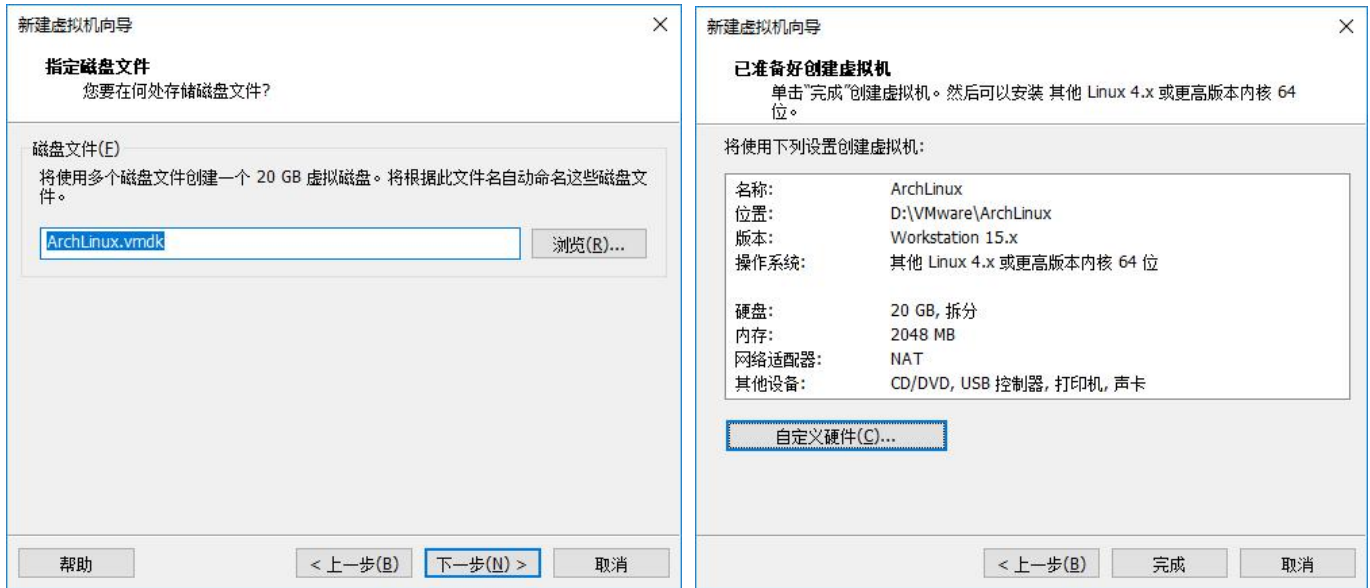 新建虚拟机向导
指定磁盘文件
您要在何处存储磁盘文件?
磁盘文件(F)
将使用多个磁盘文件创建一个 20 GB 虚拟磁盘。将根据此文件名自动命名这些磁盘文
件。
ArchLinux.vmdk
浏览(R)...
帮助
< 上一步(B)
下一步(N) >
取消
新建虚拟机向导
已准备好创建虚拟机
单击“完成”创建虚拟机。然后可以安装 其他 Linux 4.x 或更高版本内核 64
位。
将使用下列设置创建虚拟机:
名称: ArchLinux
位置: D:\VMware\ArchLinux
版本: Workstation 15.x
操作系统: 其他 Linux 4.x 或更高版本内核 64 位
硬盘: 20 GB, 拆分
内存: 2048 MB
网络适配器: NAT
其他设备: CD/DVD, USB 控制器, 打印机, 声卡
自定义硬件(C)...
< 上一步(B)
完成
取消